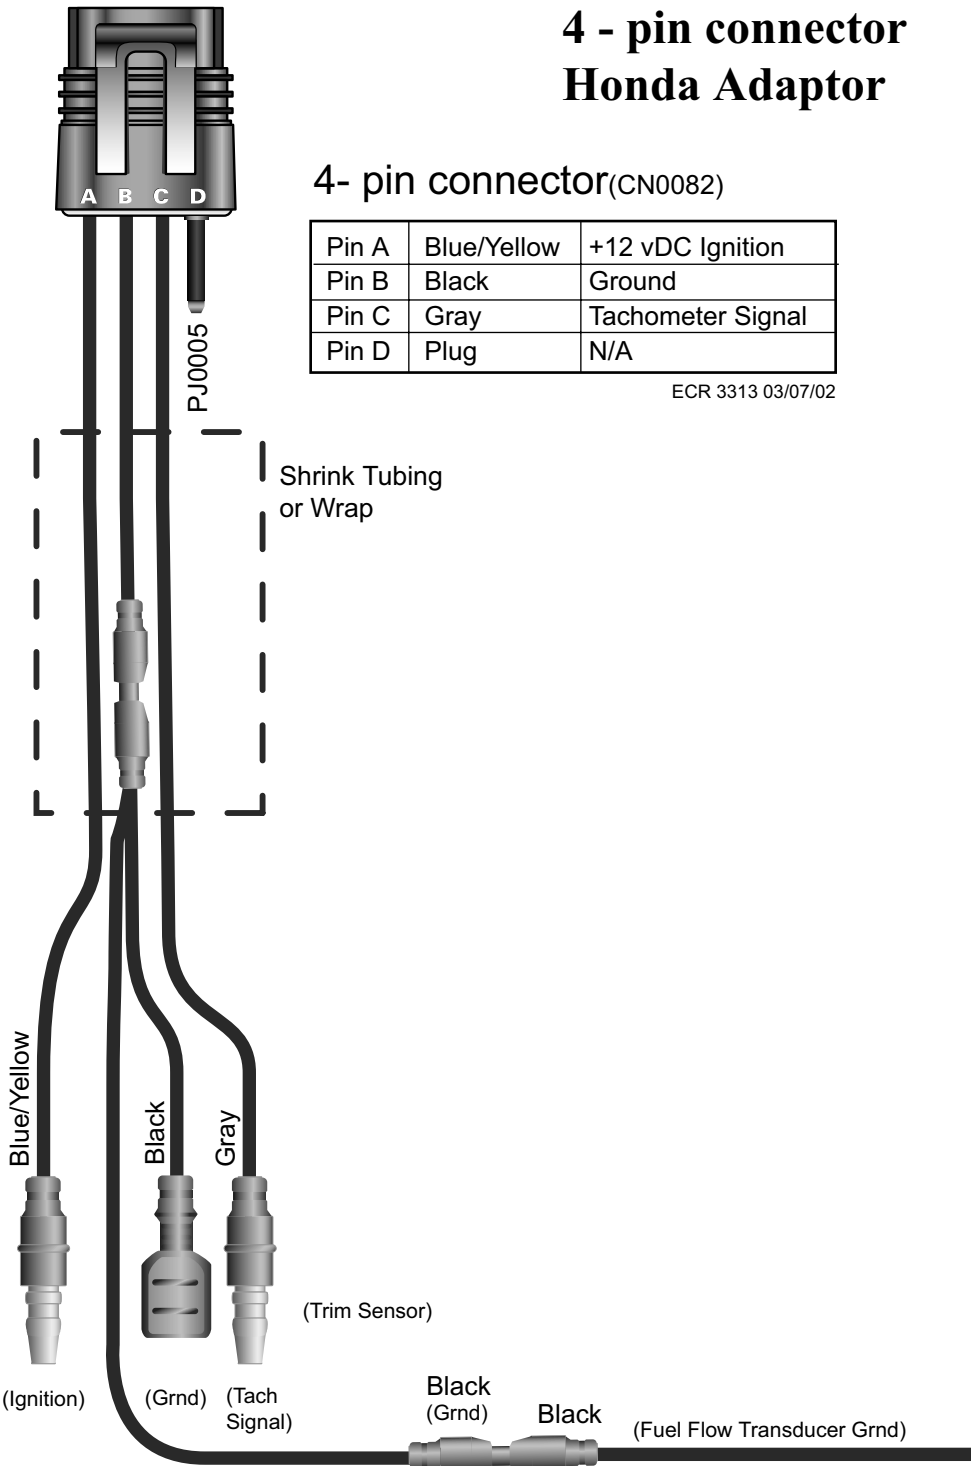 4 - pin connector
Honda Adaptor
4- pin connector(CN0082)
Pin A Blue/Yellow +12 vDC Ignition
Pin B Black Ground
Pin C Gray Tachometer Signal
Pin D Plug N/A
ECR 3313 03/07/02
A B C D
PJ0005
Shrink Tubing
or Wrap
Blue/Yellow
Black
Gray
(Trim Sensor)
(Ignition)
(Grnd)
(Tach
Signal)
Black
(Grnd)
Black
(Fuel Flow Transducer Grnd)